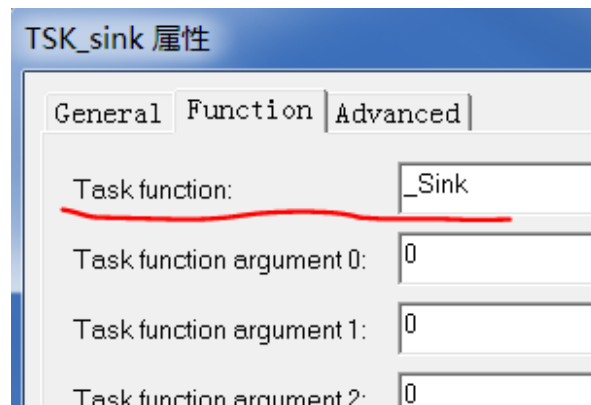 TSK_sink 属性
General Function Advanced
Task function: _Sink
Task function argument 0: 0
Task function argument 1: 0
Task function argument 2: 0